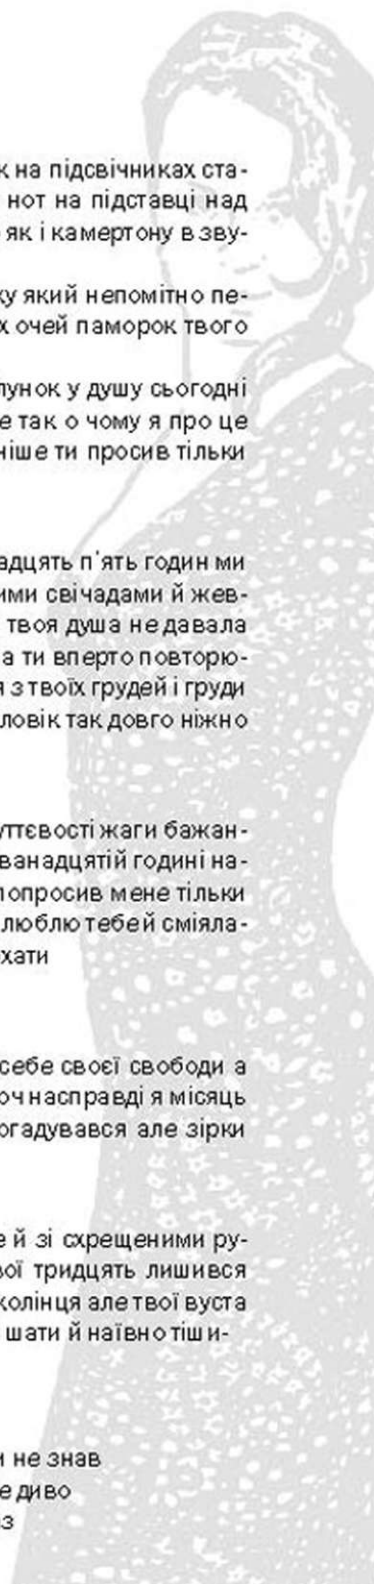 к на підсвічниках ста-
нот на підставці над
як і камертону в зву-
ку який непомітно пе-
х очей паморок твого
лунок у душу сьогодні
е так о чому я про це
ніше ти просив тільки
адцять п'ять годин ми
ими свічадами й жев-
твоя душа не давала
а ти вперто повторю-
я з твоїх грудей і груди
ловік так довго ніжно
уттєвості жаги бажан-
ванадцятій годині на-
попросив мене тільки
люблю тебе й сміяла-
хати
себе своєї свободи а
оч насправді я місяць
огадувався але зірки
е й зі схрещеними ру-
вої тридцять лишився
колінця але твої вуста
шати й наївно тіши-
и не знав
е диво
з